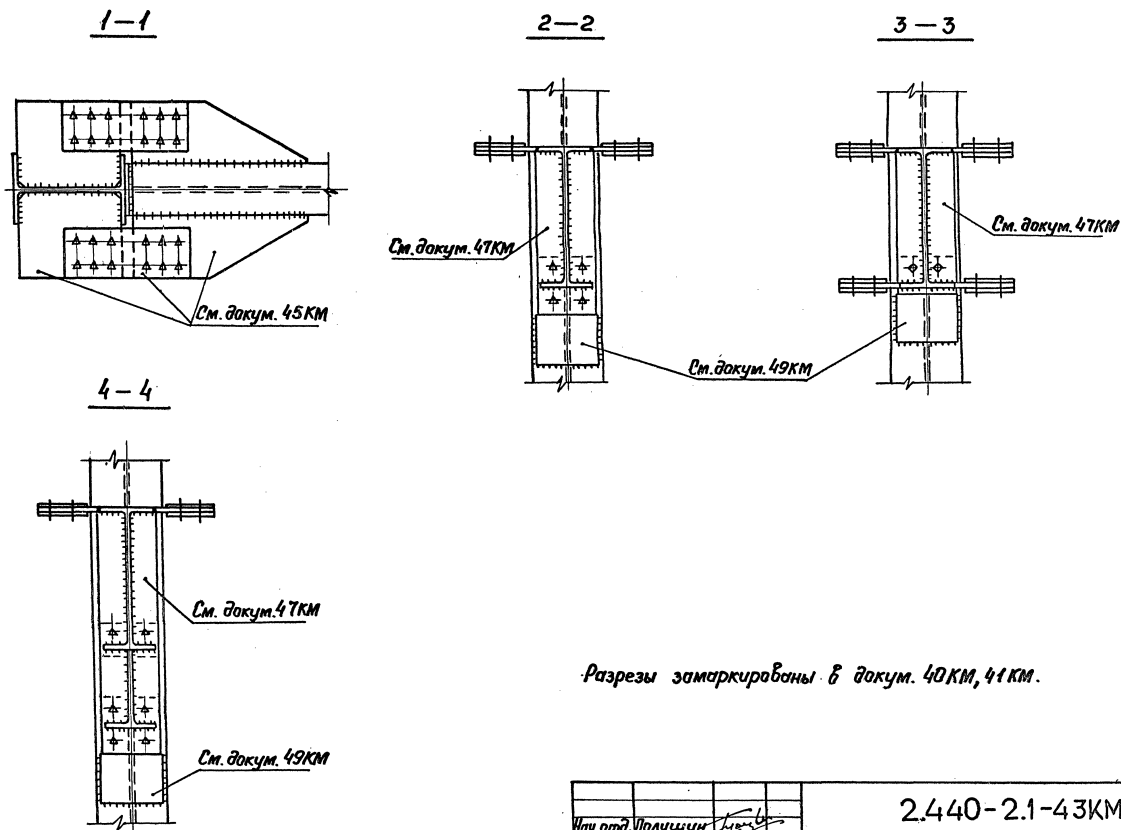 1—1
2—2
3—3
См. докум. 47КМ
См. докум. 47КМ
См. докум. 45КМ
См. докум. 49КМ
4-4
См. докум. 47КМ
См. докум. 49КМ
Разрезы замаркированы в докум. 40КМ, 41КМ.
2.440-2.1-43КМ
Нач. отд.